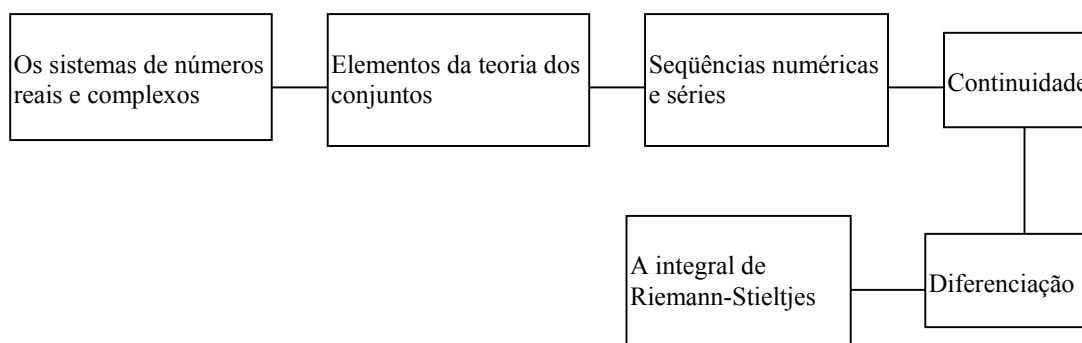 Os sistemas de números
reais e complexos
Elementos da teoria dos
conjuntos
Seqüências numéricas
e séries
Continuidade
Diferenciação
A integral de
Riemann-Stieltjes